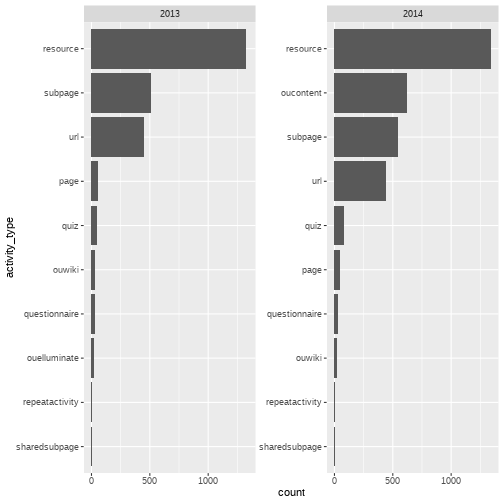 2013
2014
resource
subpage
url
page
quiz
ouwiki
questionnaire
ouelluminate
repeatactivity
sharedsubpage
resource
oucontent
subpage
url
quiz
page
questionnaire
ouwiki
repeatactivity
sharedsubpage
0
500
1000
0
500
1000
activity_type
count